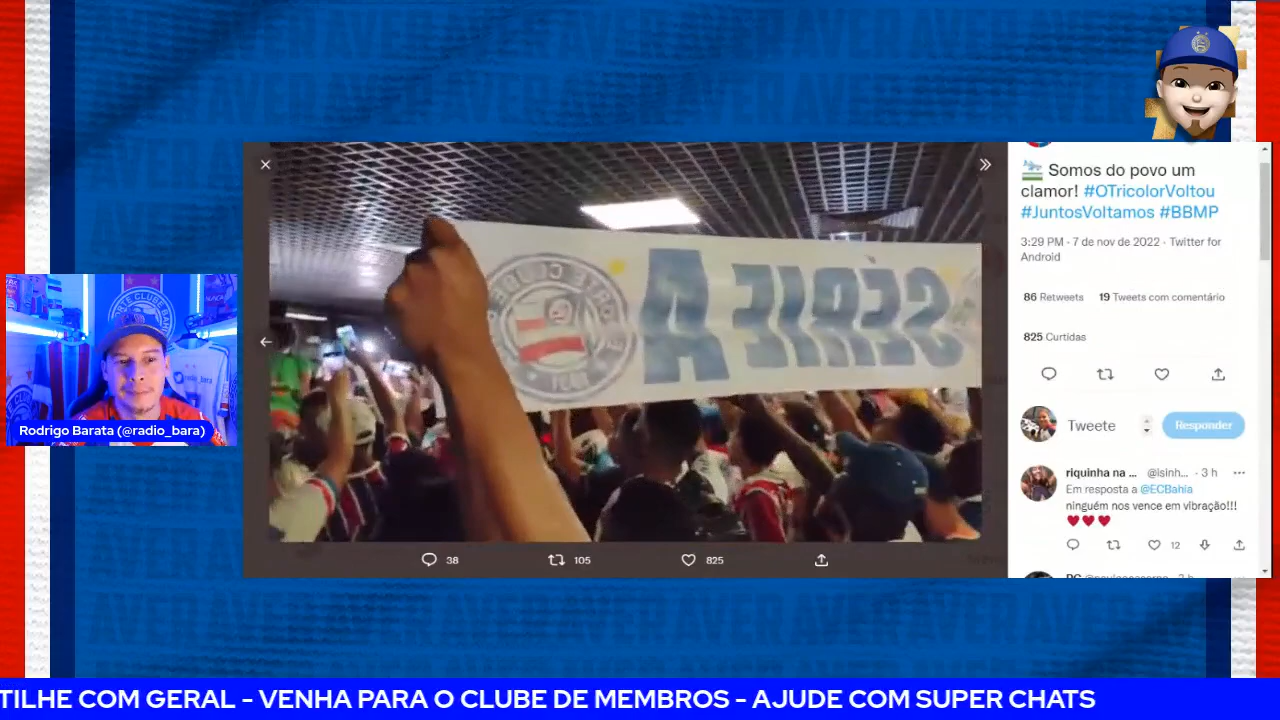 Somos do povo um
clamor! #OTricolorVoltou
#JuntosVoltamos #BBMP
3:29 PM · 7 de nov de 2022 · Twitter for
Android
86 Retweets 19 Tweets com comentário
825 Curtidas
Tweete
Responder
riquinha na ... @isinh... · 3 h
Em resposta a @ECBahia
ninguém nos vence em vibração!!!
12
SÉRIE A
38 105 825
Rodrigo Barata (@radio_bara)
TILHE COM GERAL - VENHA PARA O CLUBE DE MEMBROS - AJUDE COM SUPER CHATS